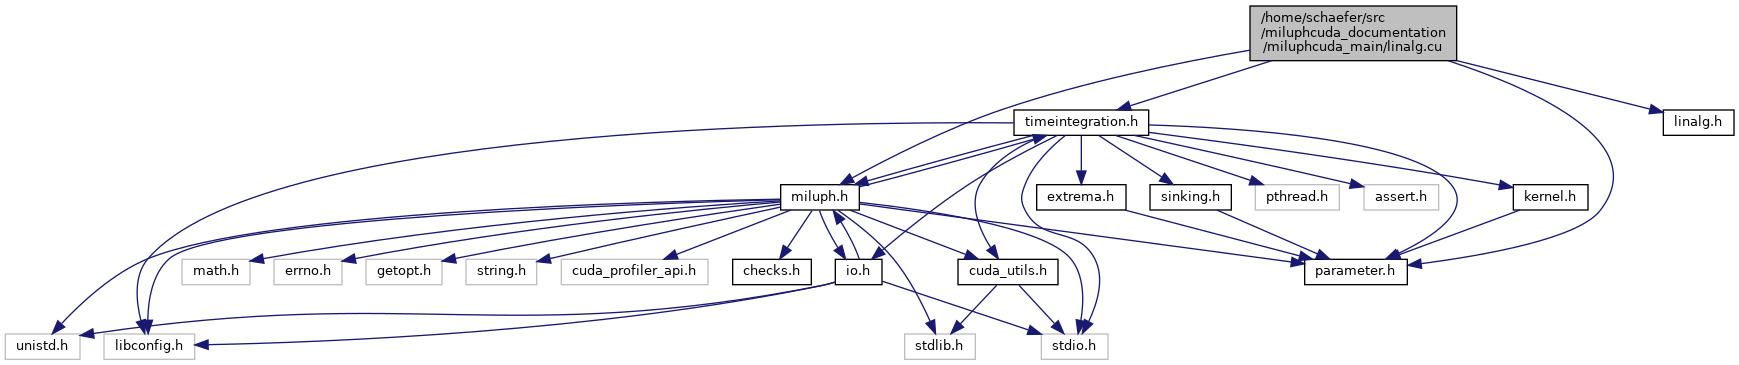 /home/schaefer/src
/miluphcuda_documentation
/miluphcuda_main/linalg.cu
timeintegration.h
linalg.h
miluph.h
extrema.h
sinking.h
pthread.h
assert.h
kernel.h
math.h
errno.h
getopt.h
string.h
cuda_profiler_api.h
checks.h
io.h
cuda_utils.h
parameter.h
unistd.h
libconfig.h
stdlib.h
stdio.h